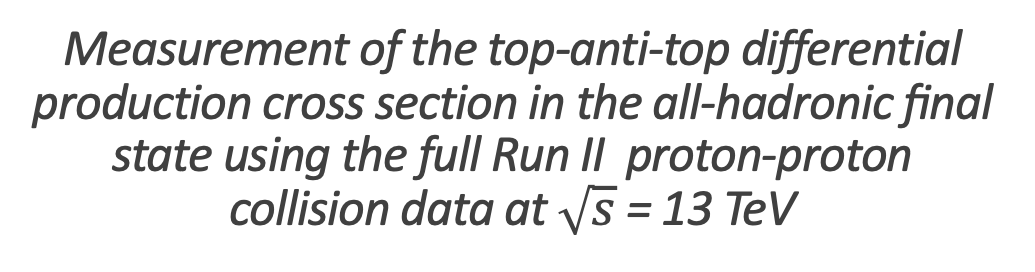 Measurement of the top-anti-top differential
production cross section in the all-hadronic final
state using the full Run II  proton-proton
collision data at √s = 13 TeV